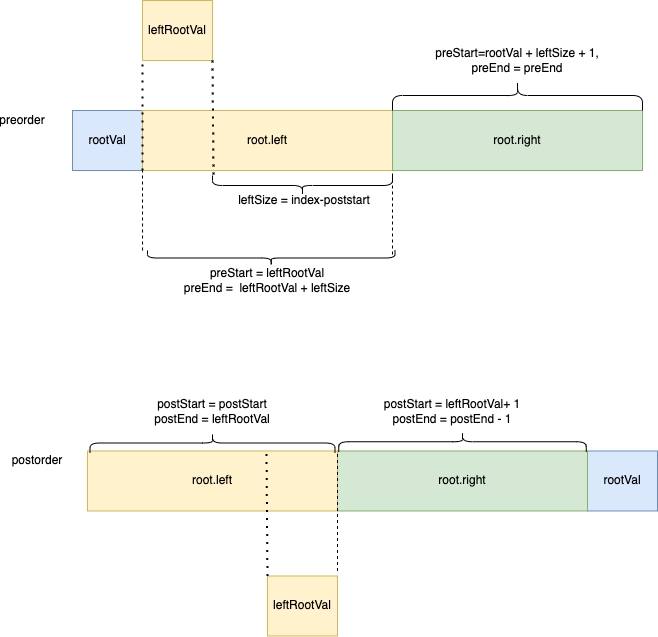 leftRootVal
preStart=rootVal + leftSize + 1,
preEnd = preEnd
preorder
rootVal
root.left
root.right
leftSize = index-poststart
preStart = leftRootVal
preEnd =  leftRootVal + leftSize
postStart = postStart
postEnd = leftRootVal
postStart = leftRootVal+ 1
postEnd = postEnd - 1
postorder
root.left
root.right
rootVal
leftRootVal